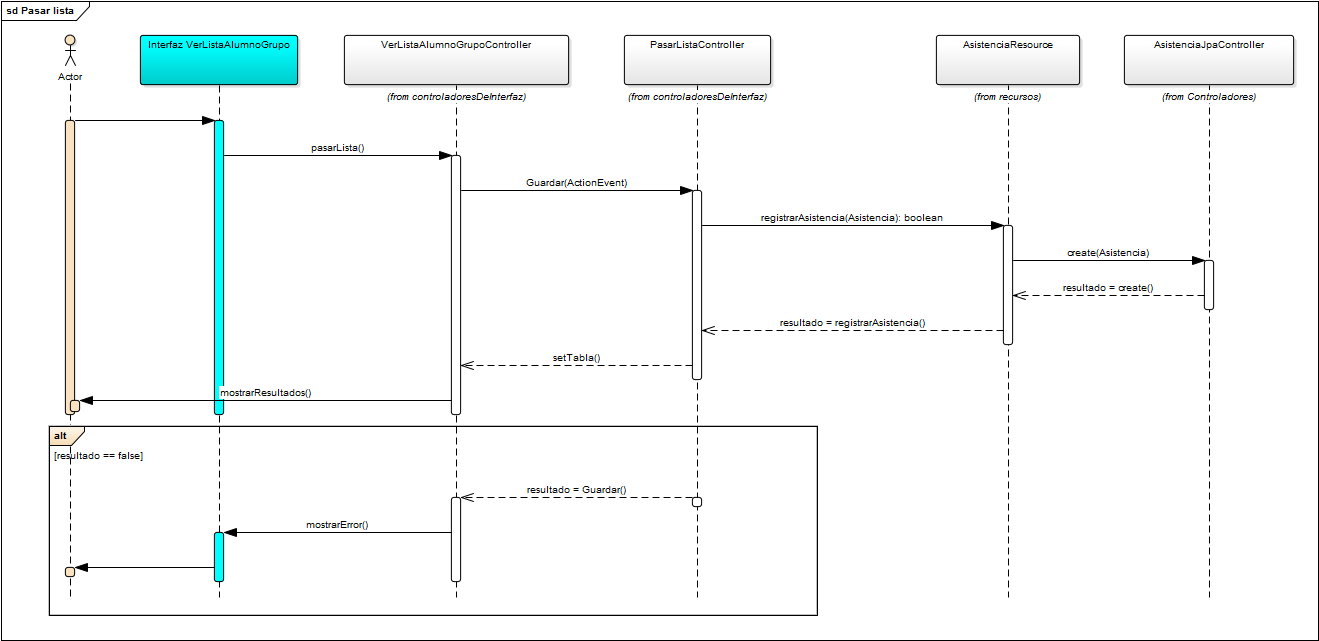 sd Pasar lista
Actor
Interfaz VerListaAlumnoGrupo
VerListaAlumnoGrupoController
(from controladoresDeInterfaz)
PasarListaController
(from controladoresDeInterfaz)
AsistenciaResource
(from recursos)
AsistenciaJpaController
(from Controladores)
pasarLista()
Guardar(ActionEvent)
registrarAsistencia(Asistencia): boolean
create(Asistencia)
resultado = create()
resultado = registrarAsistencia()
setTabla()
mostrarResultados()
alt
[resultado == false]
resultado = Guardar()
mostrarError()